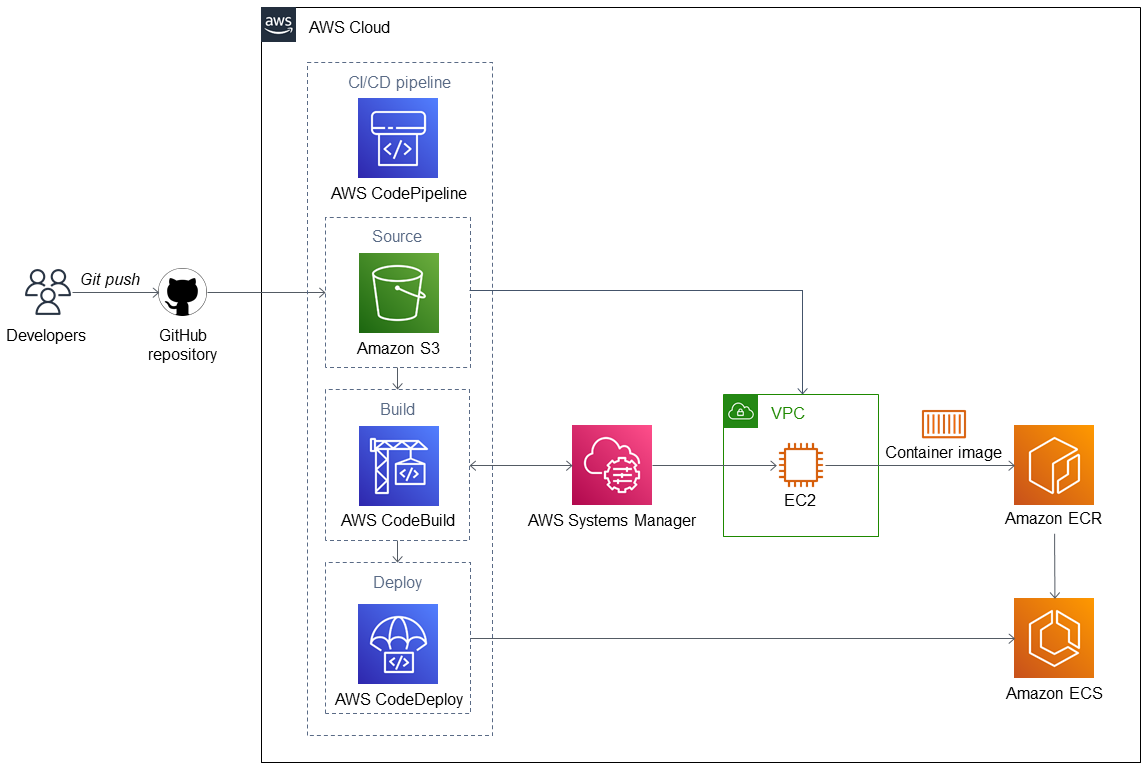 aws
AWS Cloud
CI/CD pipeline
</>
AWS CodePipeline
Source
Amazon S3
Git push
Developers
GitHub
repository
Build
</>
AWS CodeBuild
AWS Systems Manager
VPC
EC2
Container image
Amazon ECR
Deploy
</>
AWS CodeDeploy
Amazon ECS